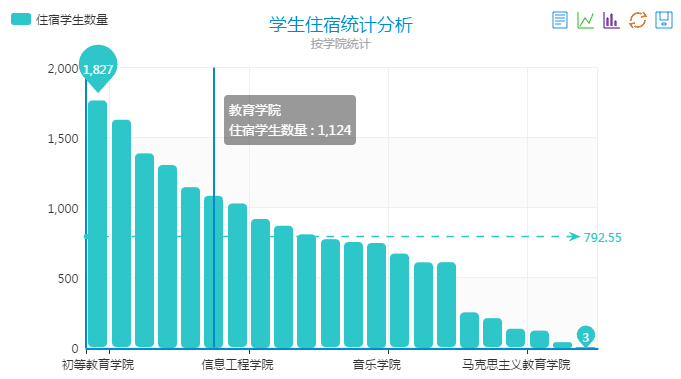 住宿学生数量
学生住宿统计分析
按学院统计
2,000
1,827
教育学院
住宿学生数量 : 1,124
1,500
1,000
792.55
500
3
0
初等教育学院
信息工程学院
音乐学院
马克思主义教育学院